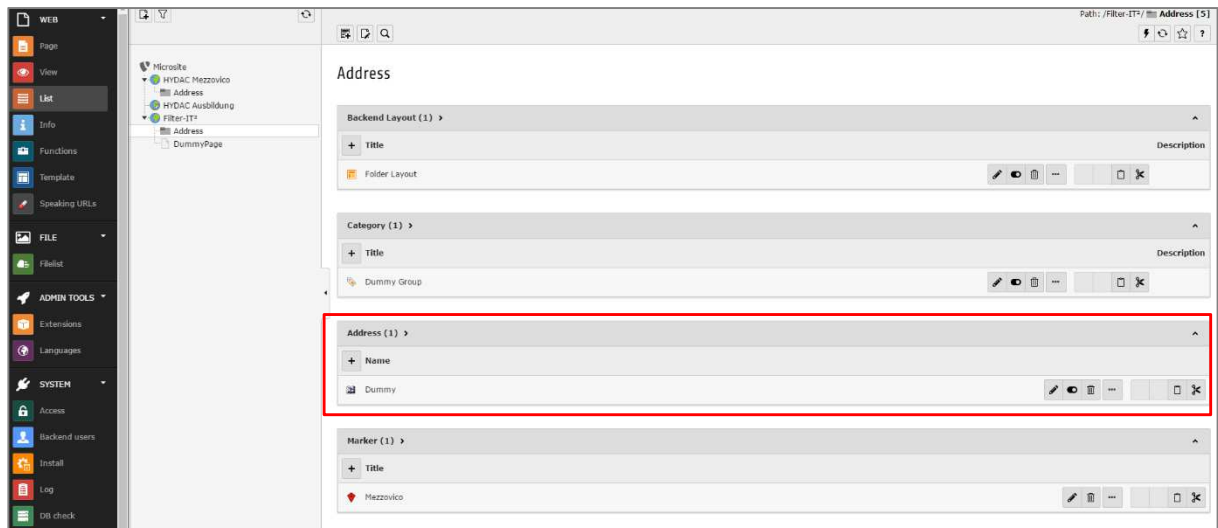 WEB
Page
View
List
Info
Functions
Template
Speaking URLs
FILE
Filelist
ADMIN TOOLS
Extensions
Languages
SYSTEM
Access
Backend users
Install
Log
DB check
Microsite
HYDAC Mezzovico
Address
HYDAC Ausbildung
Filter-IT²
Address
DummyPage
Path: /Filter-IT²/ Address [5]
Address
Backend Layout (1)
Title Description
Folder Layout
Category (1)
Title Description
Dummy Group
Address (1)
Name
Dummy
Marker (1)
Title
Mezzovico